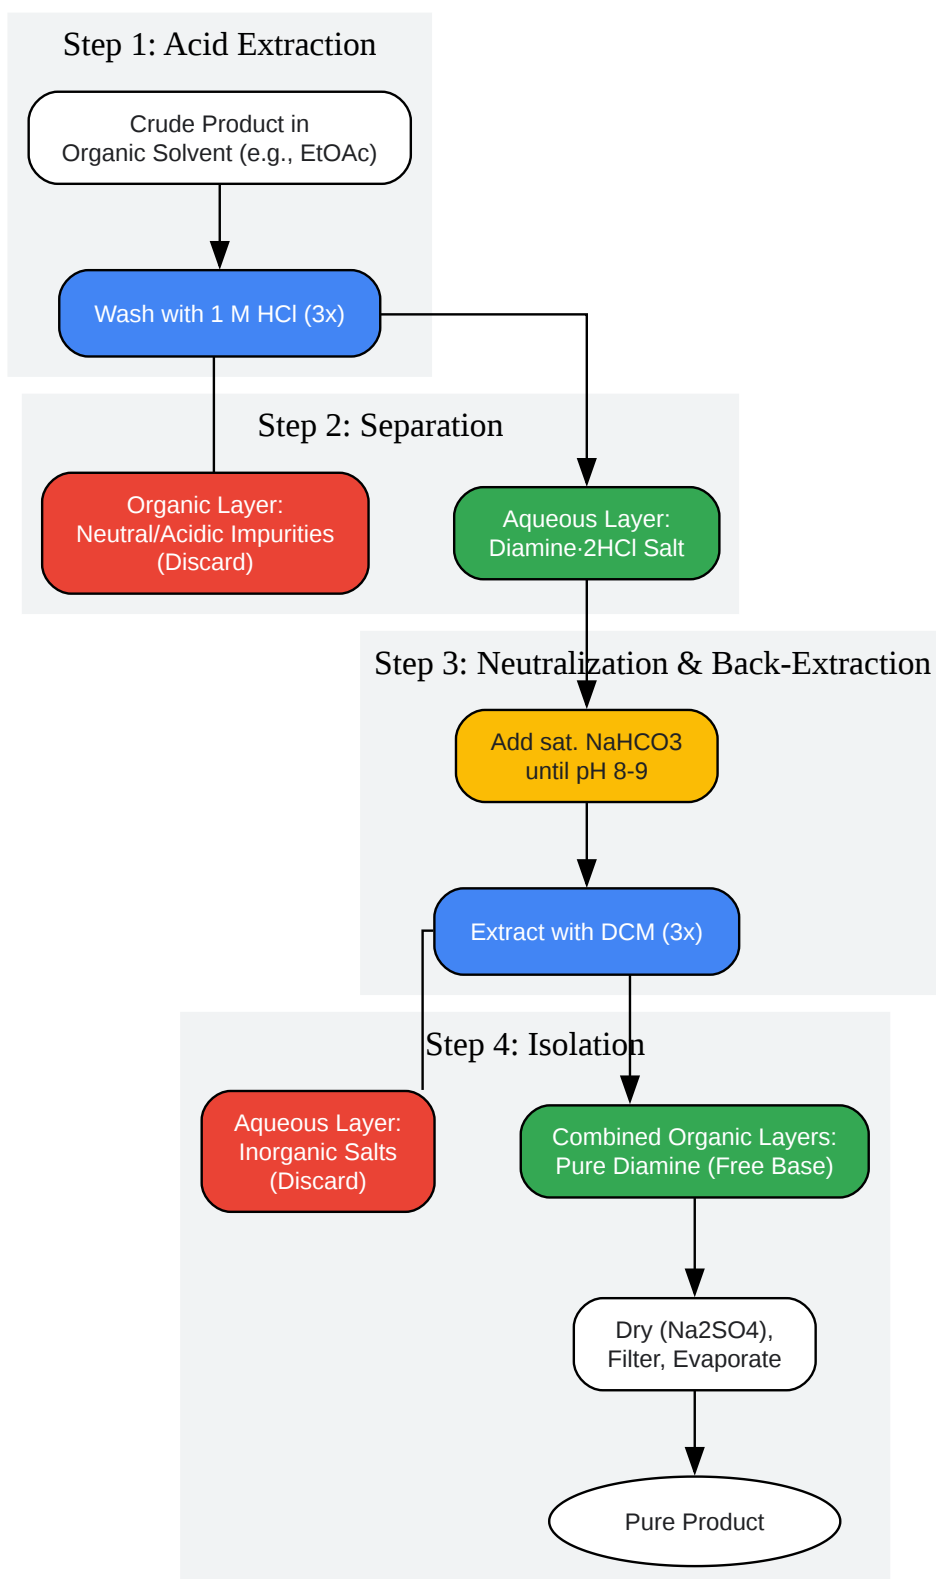 Step 1: Acid Extraction
Crude Product in
Organic Solvent (e.g., EtOAc)
Wash with 1 M HCl (3x)
Step 2: Separation
Organic Layer:
Neutral/Acidic Impurities
(Discard)
Aqueous Layer:
Diamine·2HCl Salt
Step 3: Neutralization & Back-Extraction
Add sat. NaHCO3
until pH 8-9
Extract with DCM (3x)
Step 4: Isolation
Aqueous Layer:
Inorganic Salts
(Discard)
Combined Organic Layers:
Pure Diamine (Free Base)
Dry (Na2SO4),
Filter, Evaporate
Pure Product